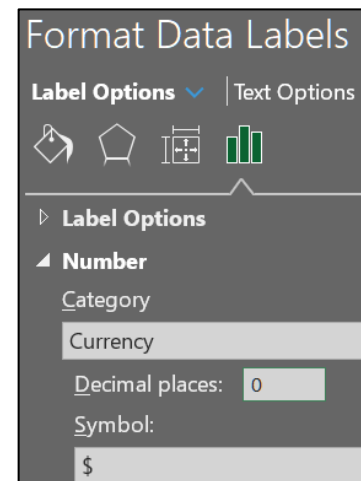 Format Data Labels
Label Options Text Options
Label Options
Number
Category
Currency
Decimal places: 0
Symbol:
$